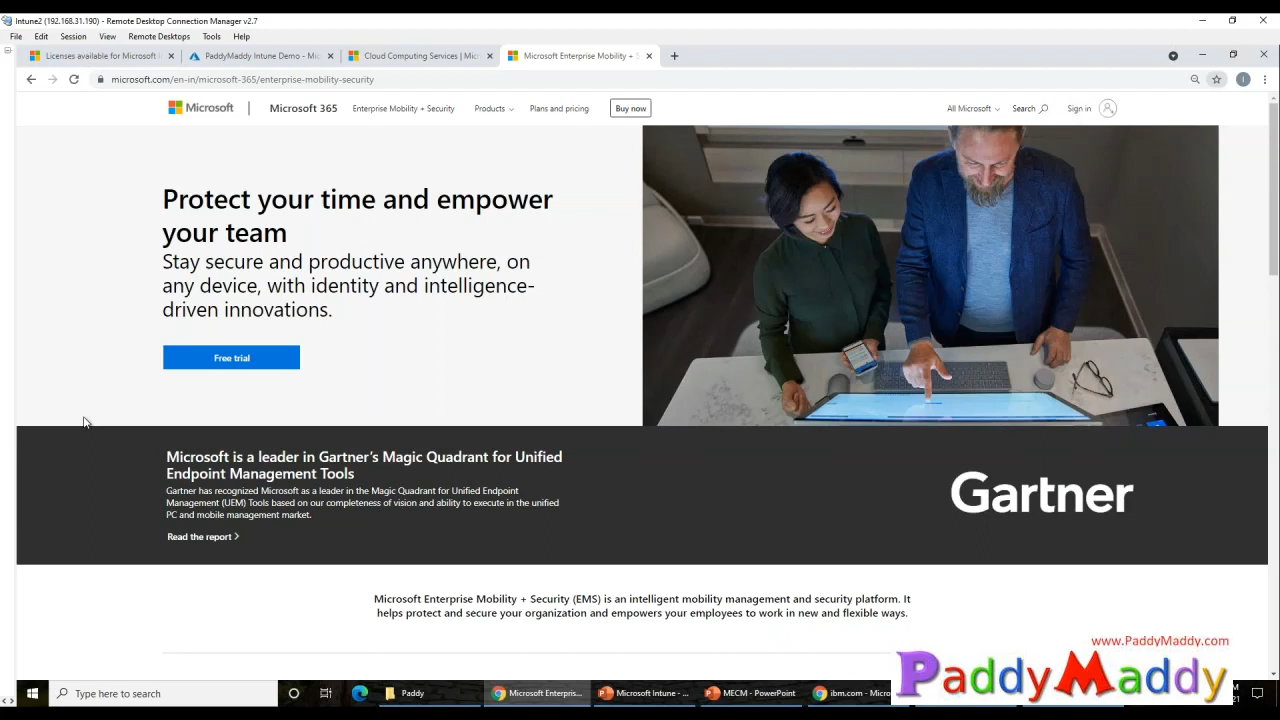 Intune2 (192.168.31.190) - Remote Desktop Connection Manager v2.7
File Edit Session View Remote Desktops Tools Help
Licenses available for Microsoft
PaddyMaddy Intune Demo - Mic
Cloud Computing Services | Mic
Microsoft Enterprise Mobility + S
microsoft.com/en-in/microsoft-365/enterprise-mobility-security
Microsoft Microsoft 365 Enterprise Mobility + Security Products Plans and pricing Buy now All Microsoft Search Sign in
Protect your time and empower
your team
Stay secure and productive anywhere, on
any device, with identity and intelligence-
driven innovations.
Free trial
Microsoft is a leader in Gartner's Magic Quadrant for Unified
Endpoint Management Tools
Gartner has recognized Microsoft as a leader in the Magic Quadrant for Unified Endpoint
Management (UEM) Tools based on our completeness of vision and ability to execute in the unified
PC and mobile management market.
Read the report
Gartner
Microsoft Enterprise Mobility + Security (EMS) is an intelligent mobility management and security platform. It
helps protect and secure your organization and empowers your employees to work in new and flexible ways.
www.PaddyMaddy.com
PaddyMaddy
Type here to search
Paddy
Microsoft Enterpris...
Microsoft Intune - ...
MECM - PowerPoint
ibm.com - Micro